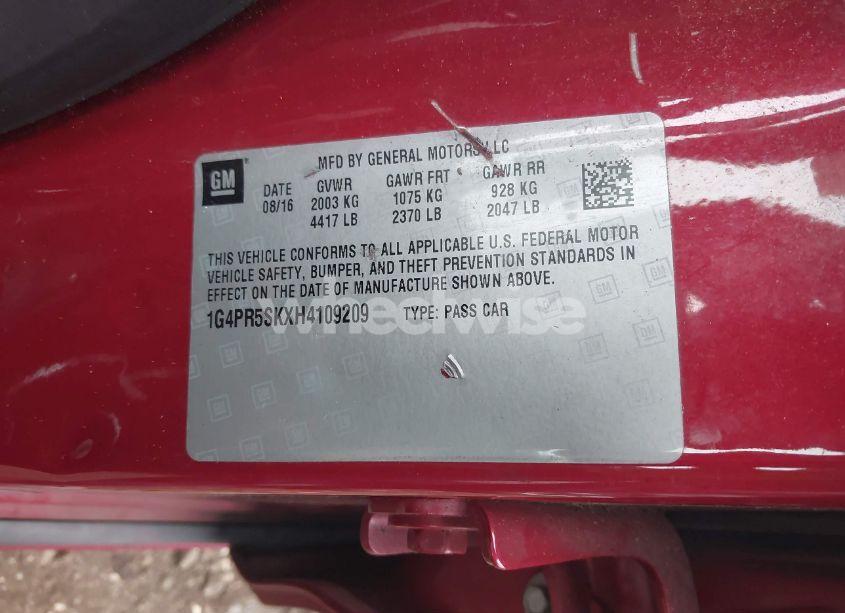 MFD BY GENERAL MOTORS LLC
GM
DATE GVWR GAWR FRT GAWR RR
08/16 2003 KG 1075 KG 928 KG
4417 LB 2370 LB 2047 LB
THIS VEHICLE CONFORMS TO ALL APPLICABLE U.S. FEDERAL MOTOR
VEHICLE SAFETY, BUMPER, AND THEFT PREVENTION STANDARDS IN
EFFECT ON THE DATE OF MANUFACTURE SHOWN ABOVE.
1G4PR5SKXH4109209 TYPE: PASS CAR
wheelwise